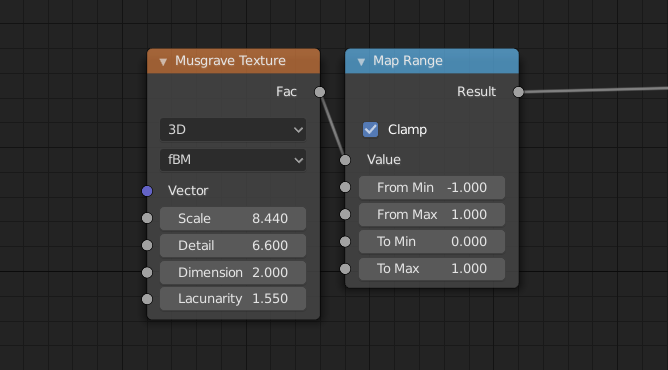 Musgrave Texture
Fac
3D
fBM
Vector
Scale 8.440
Detail 6.600
Dimension 2.000
Lacunarity 1.550
Map Range
Result
Clamp
Value
From Min -1.000
From Max 1.000
To Min 0.000
To Max 1.000